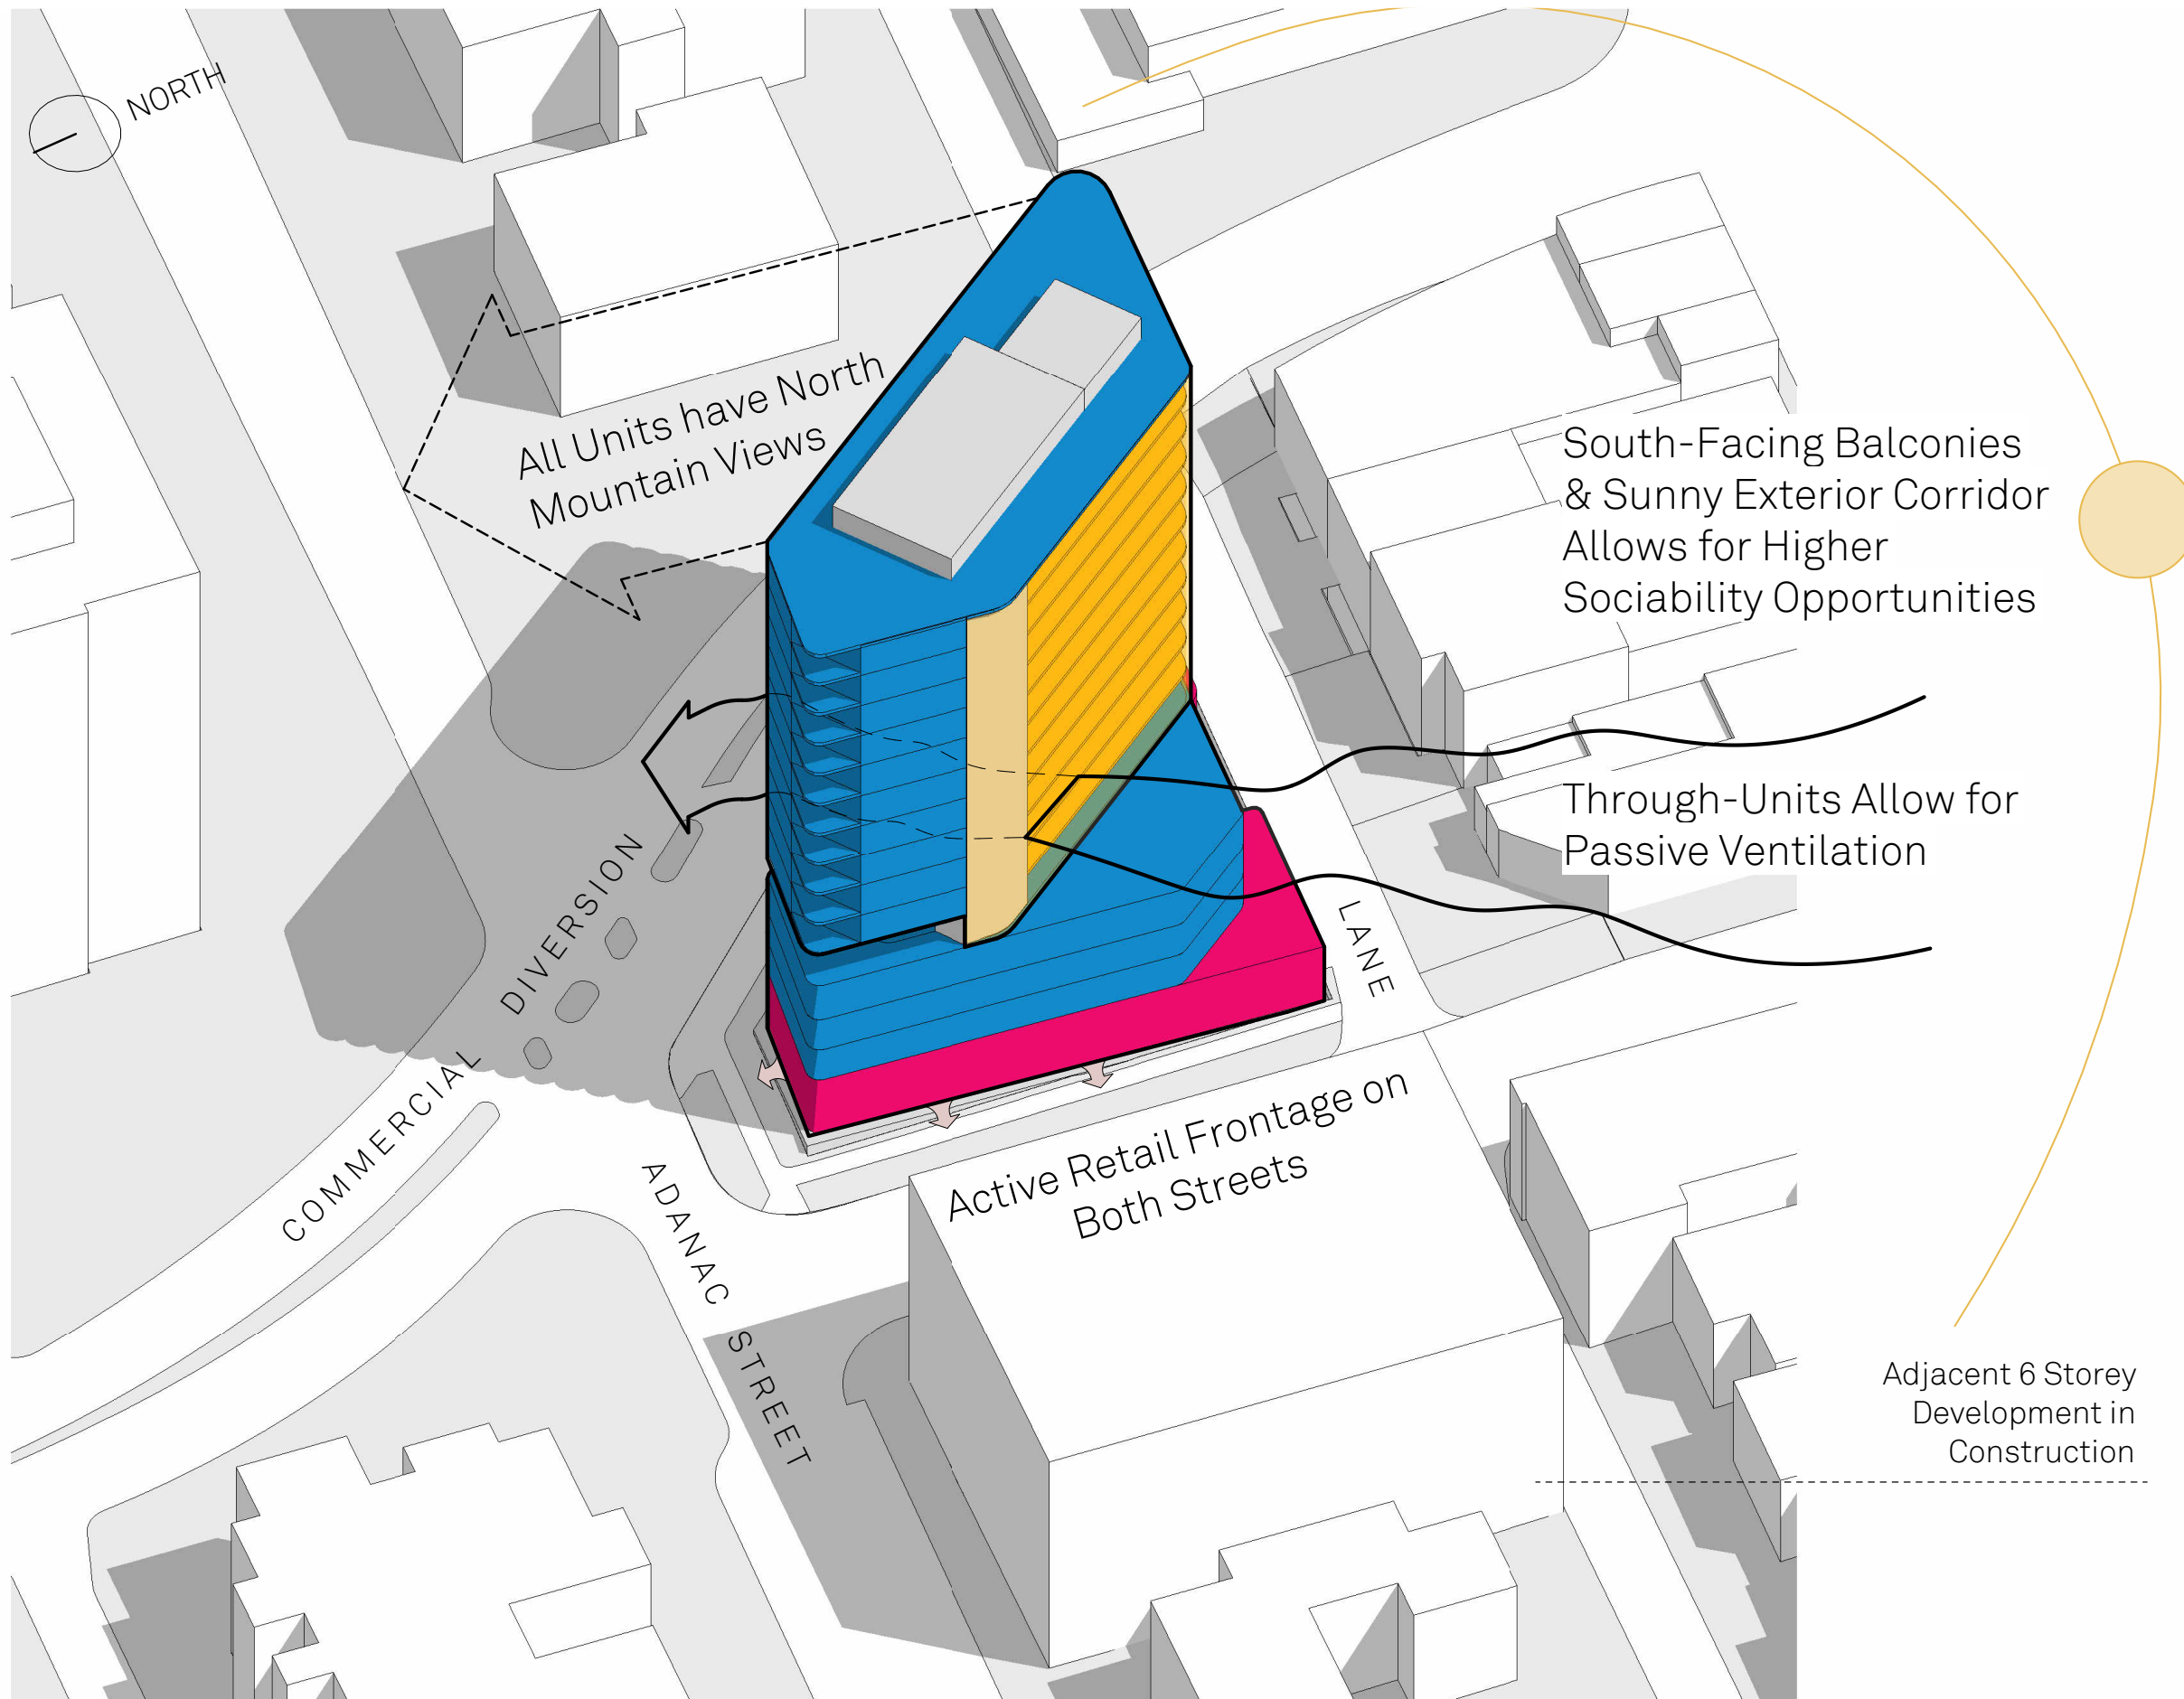 NORTH
All Units have North
Mountain Views
South-Facing Balconies
& Sunny Exterior Corridor
Allows for Higher
Sociability Opportunities
Through-Units Allow for
Passive Ventilation
LANE
COMMERCIAL DIVERSION
Active Retail Frontage on
Both Streets
ADANAC STREET
Adjacent 6 Storey
Development in
Construction